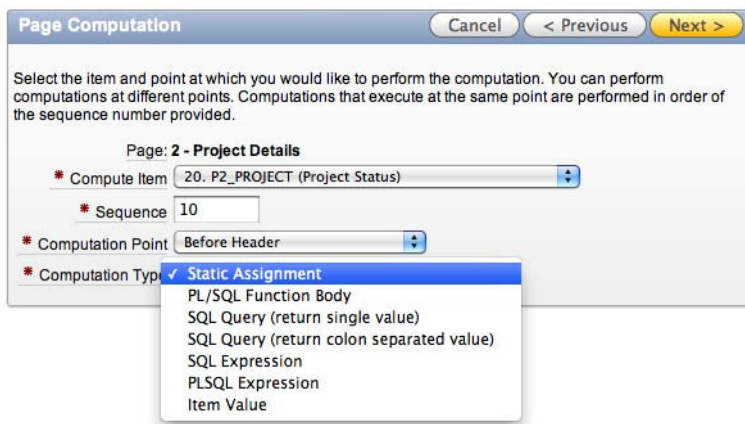 Page Computation
Cancel
< Previous
Next >
Select the item and point at which you would like to perform the computation. You can perform
computations at different points. Computations that execute at the same point are performed in order of
the sequence number provided.
Page: 2 - Project Details
* Compute Item 20. P2_PROJECT (Project Status)
* Sequence 10
* Computation Point Before Header
* Computation Type ✓ Static Assignment
PL/SQL Function Body
SQL Query (return single value)
SQL Query (return colon separated value)
SQL Expression
PLSQL Expression
Item Value